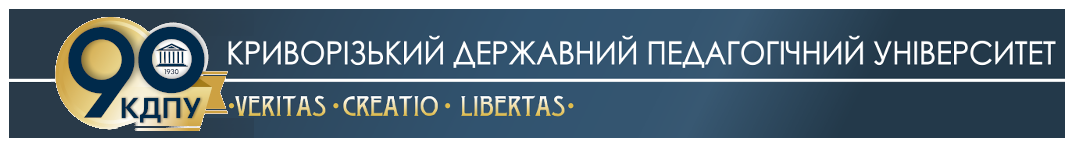 90
1930
КДПУ
КРИВОРІЗЬКИЙ ДЕРЖАВНИЙ ПЕДАГОГІЧНИЙ УНІВЕРСИТЕТ
·VERITAS ·CREATIO · LIBERTAS·